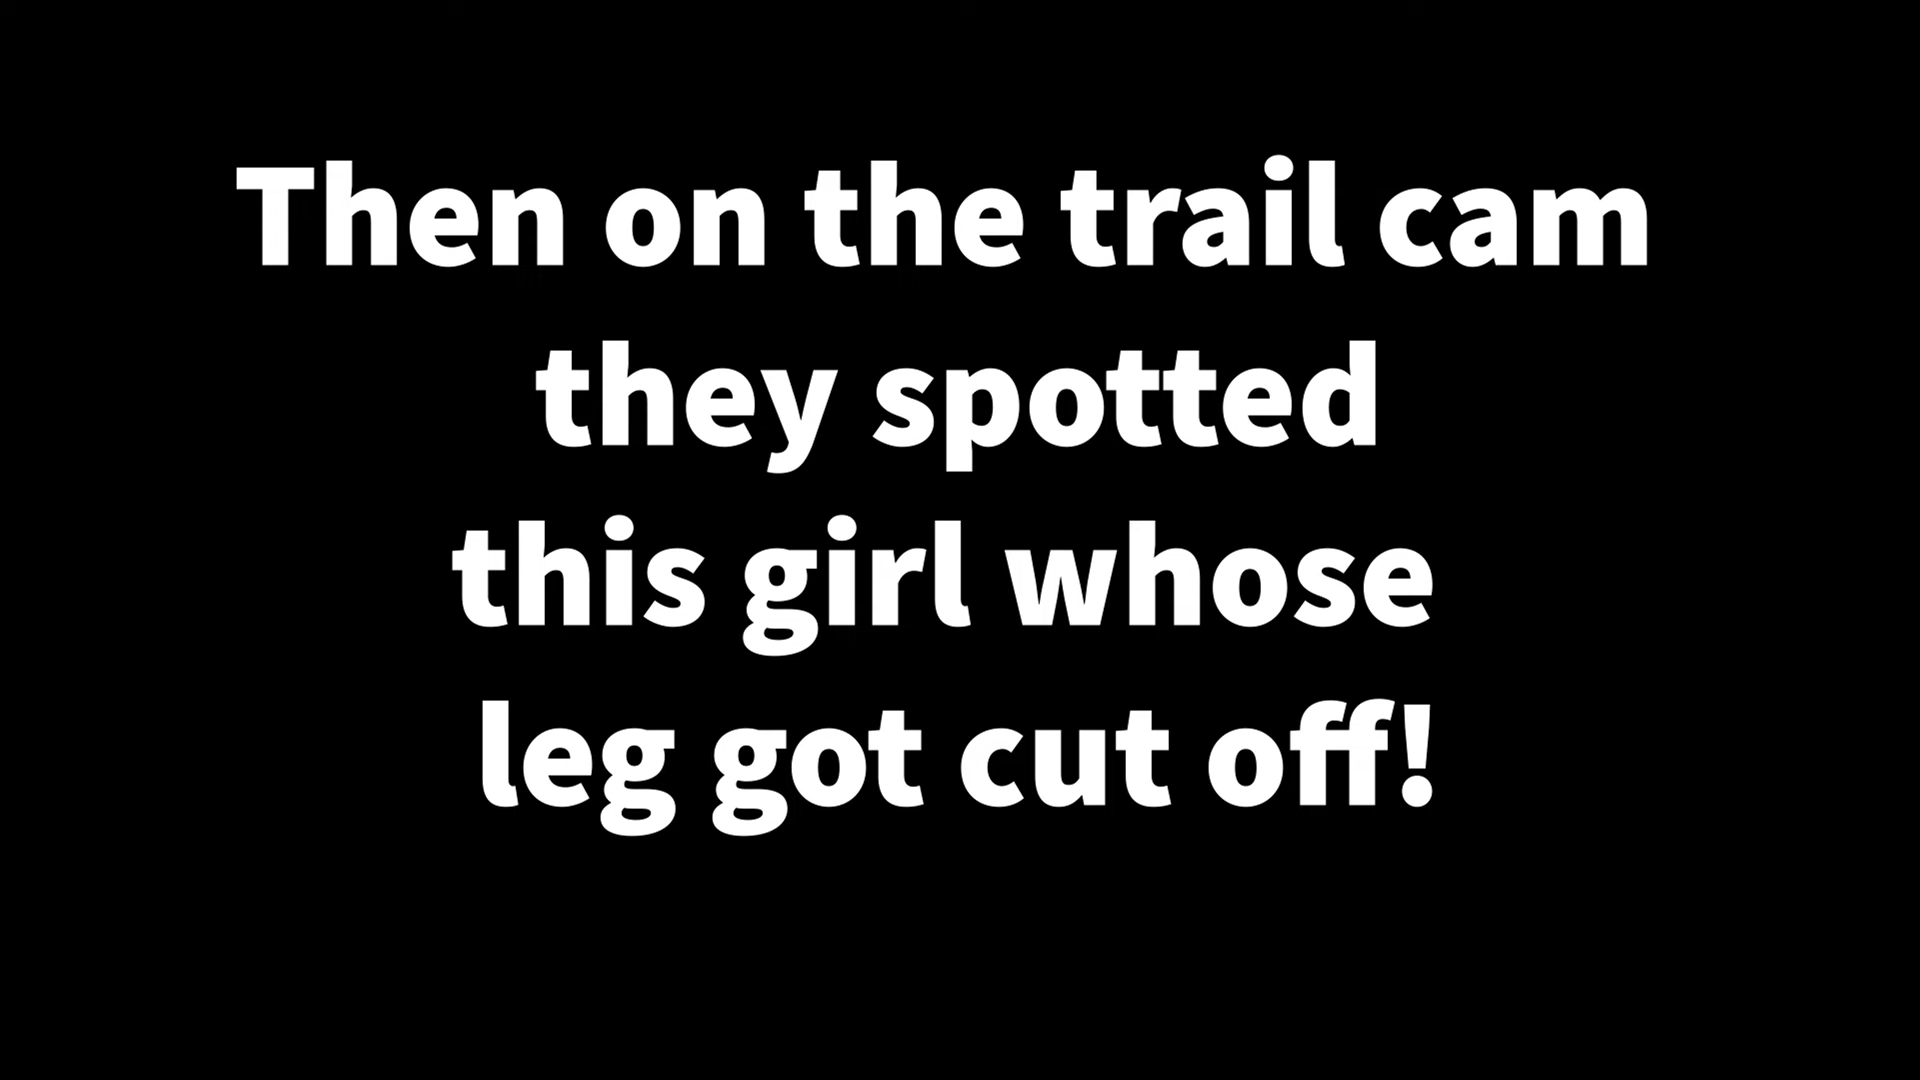 Then on the trail cam
they spotted
this girl whose
leg got cut off!